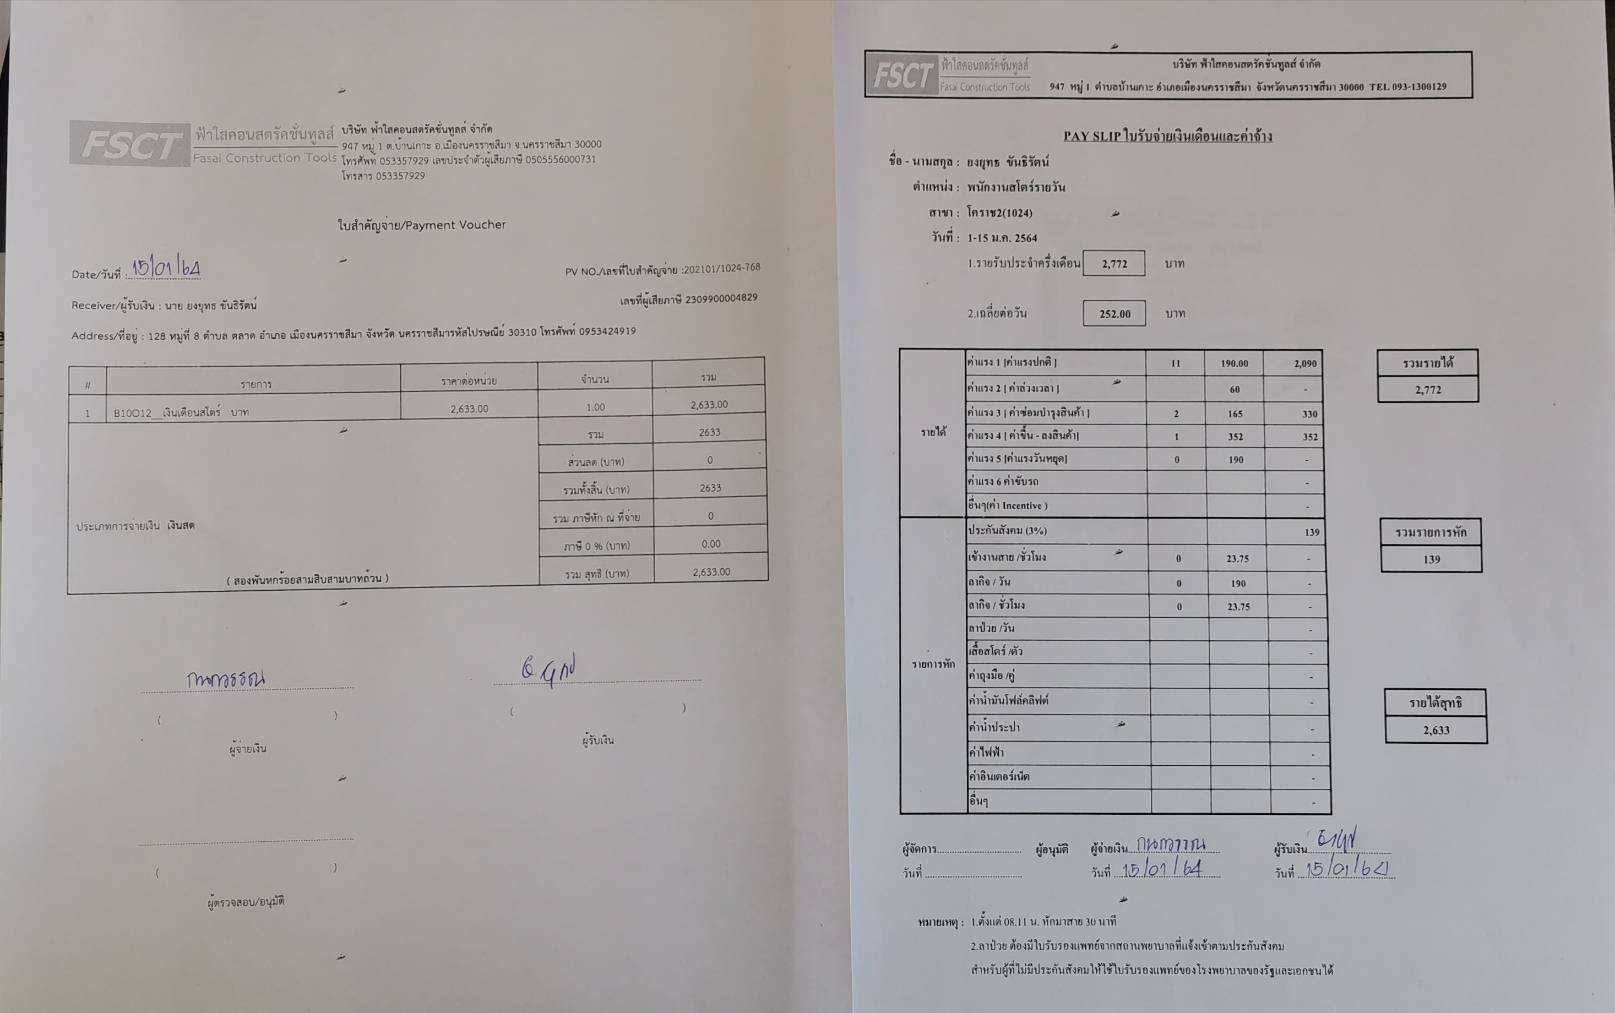 FSCT
ฟ้าใสคอนสตรัคชั่นทูลส์
Fasai Construction Tools
บริษัท ฟ้าใสคอนสตรัคชั่นทูลส์ จำกัด
947 หมู่ 1 ต.บ้านเกาะ อ.เมืองนครราชสีมา จ.นครราชสีมา 30000
โทรศัพท์ 053357929 เลขประจำตัวผู้เสียภาษี 0505556000731
โทรสาร 053357929
ใบสำคัญจ่าย/Payment Voucher
Date/วันที่ : 15/01/64
PV NO./เลขที่ใบสำคัญจ่าย :202101/1024-768
Receiver/ผู้รับเงิน : นาย ยงยุทธ ขันธิรัตน์
เลขที่ผู้เสียภาษี 2309900004829
Address/ที่อยู่ : 128 หมู่ที่ 8 ตำบล ตลาด อำเภอ เมืองนครราชสีมา จังหวัด นครราชสีมารหัสไปรษณีย์ 30310 โทรศัพท์ 0953424919
# รายการ ราคาต่อหน่วย จำนวน รวม
1 B10O12__เงินเดือนสโตร์ บาท 2,633.00 1.00 2,633.00
รวม 2633
ส่วนลด (บาท) 0
รวมทั้งสิ้น (บาท) 2633
รวม ภาษีหัก ณ ที่จ่าย 0
ประเภทการจ่ายเงิน เงินสด
ภาษี 0 % (บาท) 0.00
( สองพันหกร้อยสามสิบสามบาทถ้วน ) รวม สุทธิ (บาท) 2,633.00
( )
ผู้จ่ายเงิน
( )
ผู้รับเงิน
( )
ผู้ตรวจสอบ/อนุมัติ
FSCT
ฟ้าใสคอนสตรัคชั่นทูลส์
Fasai Construction Tools
บริษัท ฟ้าใสคอนสตรัคชั่นทูลส์ จำกัด
947 หมู่ 1 ตำบลบ้านเกาะ อำเภอเมืองนครราชสีมา จังหวัดนครราชสีมา 30000 TEL 093-1300129
PAY SLIP ใบรับจ่ายเงินเดือนและค่าจ้าง
ชื่อ - นามสกุล : ยงยุทธ ขันธิรัตน์
ตำแหน่ง : พนักงานสโตร์รายวัน
สาขา : โคราช2(1024)
วันที่ : 1-15 ม.ค. 2564
1.รายรับประจำครึ่งเดือน 2,772 บาท
2.เฉลี่ยต่อวัน 252.00 บาท
รายได้
ค่าแรง 1 [ค่าแรงปกติ ] 11 190.00 2,090
ค่าแรง 2 [ ค่าล่วงเวลา ] 60 -
ค่าแรง 3 [ ค่าซ่อมบำรุงสินค้า ] 2 165 330
ค่าแรง 4 [ ค่าขึ้น - ลงสินค้า] 1 352 352
ค่าแรง 5 [ค่าแรงวันหยุด] 0 190 -
ค่าแรง 6 ค่าขับรถ -
อื่นๆ(ค่า Incentive ) -
รวมรายได้
2,772
รายการหัก
ประกันสังคม (3%) 139
เข้างานสาย /ชั่วโมง 0 23.75 -
ลากิจ / วัน 0 190 -
ลากิจ / ชั่วโมง 0 23.75 -
ลาป่วย /วัน -
เสื้อสโตร์ /ตัว -
ค่าถุงมือ /คู่ -
ค่าน้ำมันโฟล์คลิฟต์ -
ค่าน้ำประปา -
ค่าไฟฟ้า -
ค่าอินเตอร์เน็ต -
อื่นๆ -
รวมรายการหัก
139
รายได้สุทธิ
2,633
ผู้จัดการ ผู้อนุมัติ ผู้จ่ายเงิน ผู้รับเงิน
วันที่ วันที่ 15/01/64 วันที่ 15/01/64
หมายเหตุ : 1.ตั้งแต่ 08.11 น. หักมาสาย 30 นาที
2.ลาป่วย ต้องมีใบรับรองแพทย์จากสถานพยาบาลที่แจ้งเข้าตามประกันสังคม
สำหรับผู้ที่ไม่มีประกันสังคมให้ใช้ใบรับรองแพทย์ของโรงพยาบาลของรัฐและเอกชนได้